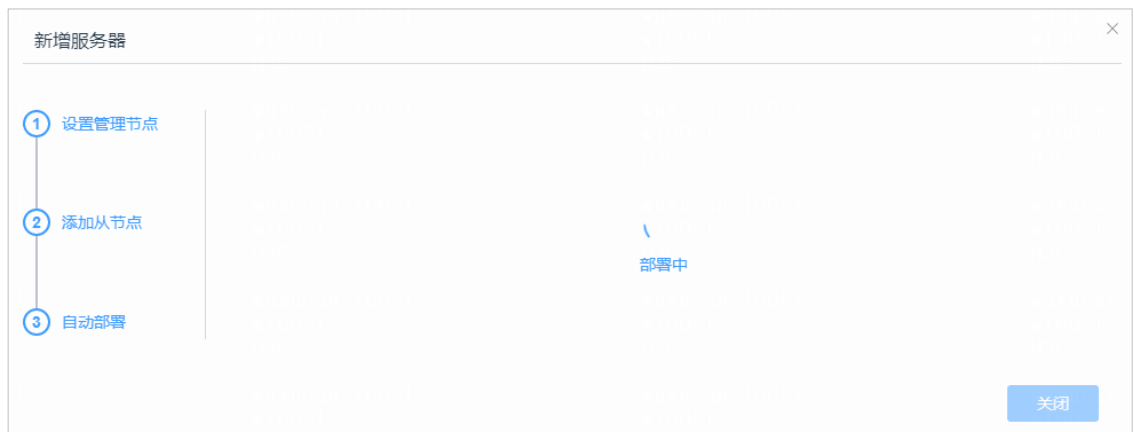 新增服务器
1 设置管理节点
2 添加从节点
部署中
3 自动部署
关闭